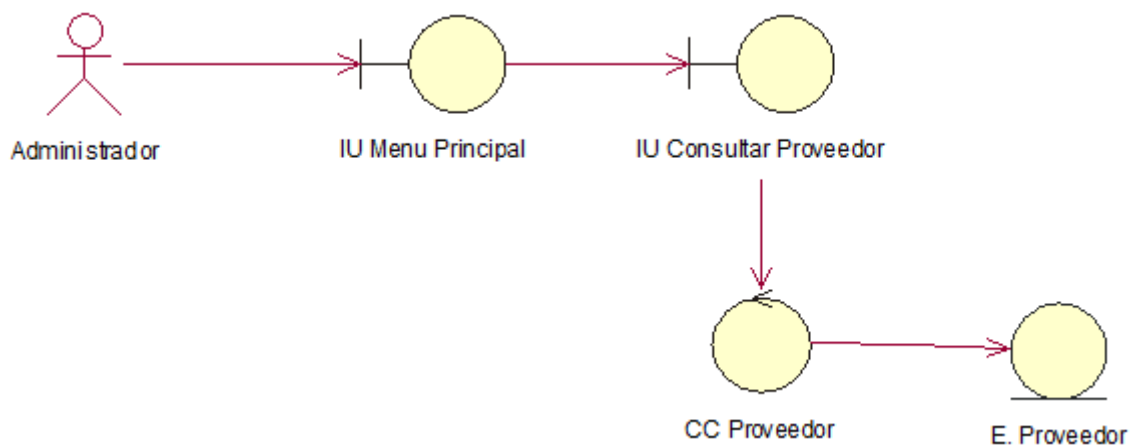 Administrador
IU Menu Principal
IU Consultar Proveedor
CC Proveedor
E. Proveedor